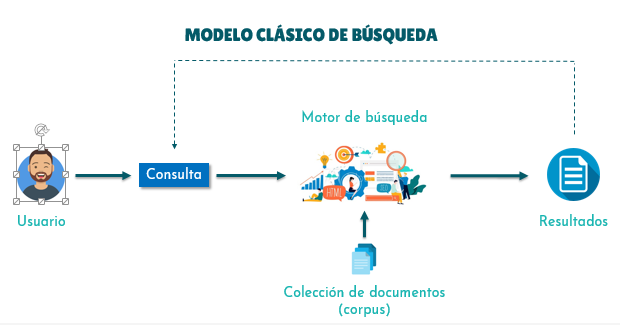 MODELO CLÁSICO DE BÚSQUEDA
Motor de búsqueda
Consulta
HTML
Usuario
Resultados
Colección de documentos
(corpus)